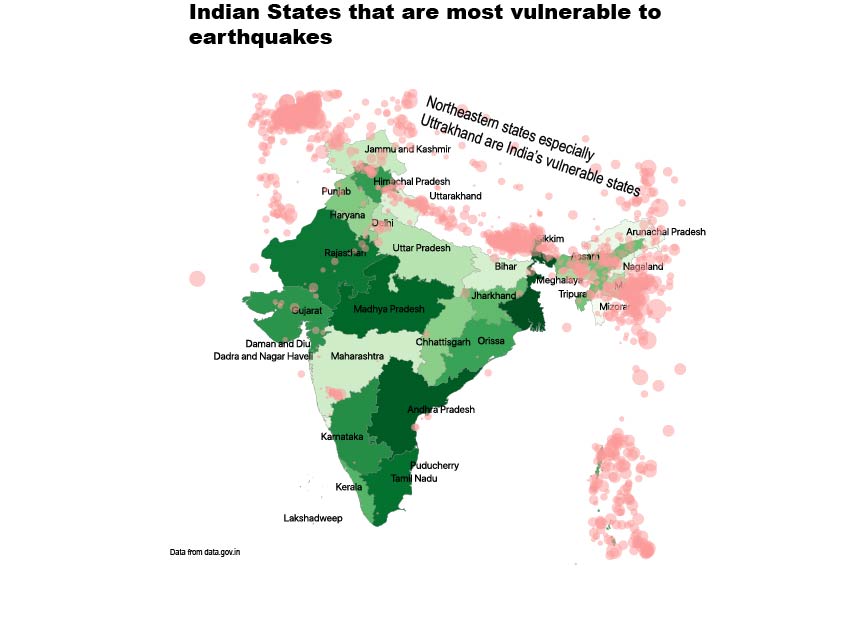 Indian States that are most vulnerable to
earthquakes
Northeastern states especially
Uttrakhand are India's vulnerable states
Jammu and Kashmir
Himachal Pradesh
Punjab
Uttarakhand
Haryana
Delhi
Arunachal Pradesh
Sikkim
Uttar Pradesh
Rajasthan
Assam
Bihar
Nagaland
Meghalaya
Jharkhand
Tripura
Mizoram
Gujarat
Madhya Pradesh
Daman and Diu
Chhattisgarh
Orissa
Dadra and Nagar Haveli
Maharashtra
Andhra Pradesh
Karnataka
Puducherry
Tamil Nadu
Kerala
Lakshadweep
Data from data.gov.in